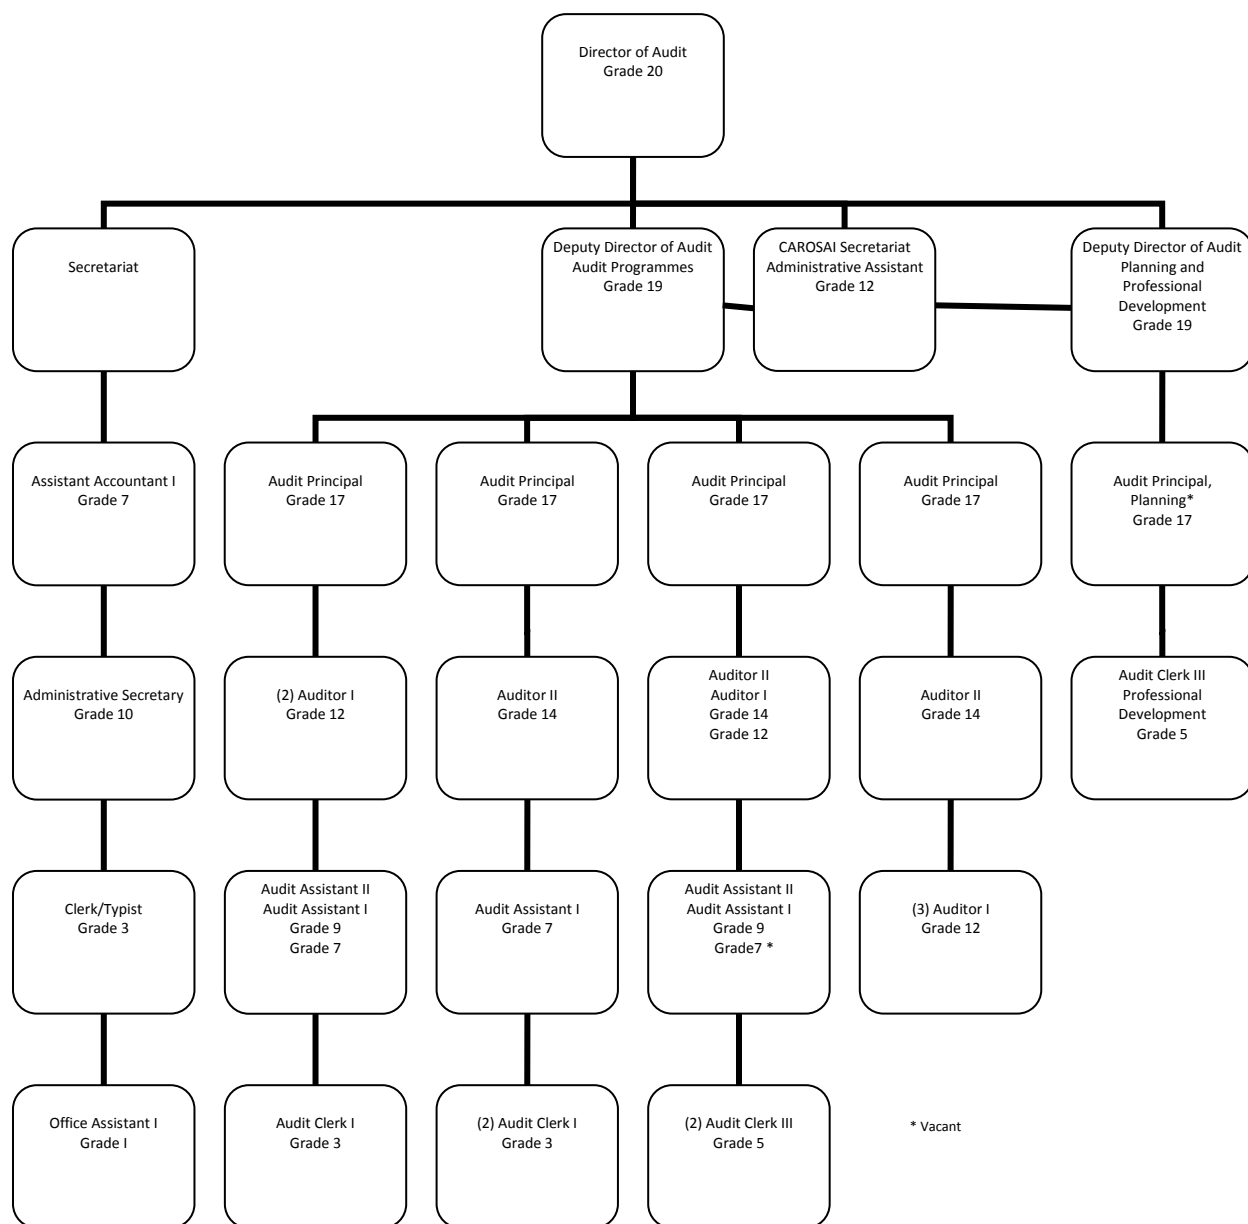 Director of Audit
Grade 20
Secretariat
Deputy Director of Audit
Audit Programmes
Grade 19
CAROSAI Secretariat
Administrative Assistant
Grade 12
Deputy Director of Audit
Planning and
Professional
Development
Grade 19
Assistant Accountant I
Grade 7
Audit Principal
Grade 17
Audit Principal
Grade 17
Audit Principal
Grade 17
Audit Principal
Grade 17
Audit Principal,
Planning*
Grade 17
Administrative Secretary
Grade 10
(2) Auditor I
Grade 12
Auditor II
Grade 14
Auditor II
Auditor I
Grade 14
Grade 12
Auditor II
Grade 14
Audit Clerk III
Professional
Development
Grade 5
Clerk/Typist
Grade 3
Audit Assistant II
Audit Assistant I
Grade 9
Grade 7
Audit Assistant I
Grade 7
Audit Assistant II
Audit Assistant I
Grade 9
Grade7 *
(3) Auditor I
Grade 12
Office Assistant I
Grade I
Audit Clerk I
Grade 3
(2) Audit Clerk I
Grade 3
(2) Audit Clerk III
Grade 5
* Vacant